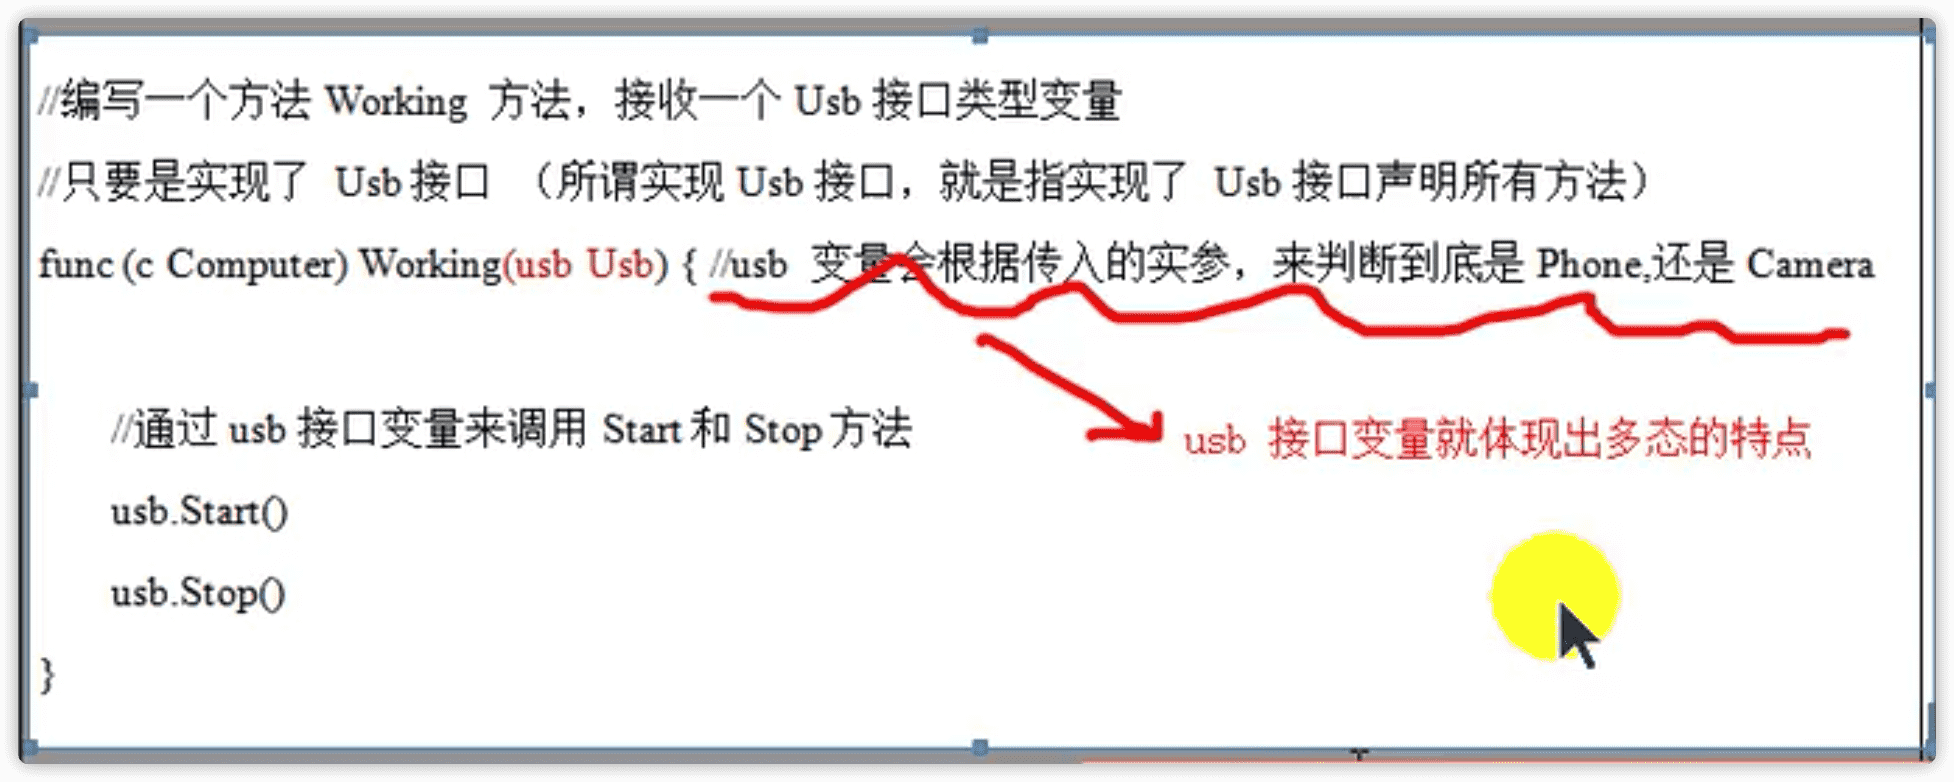 //编写一个方法 Working 方法，接收一个 Usb 接口类型变量
//只要是实现了 Usb 接口 （所谓实现 Usb 接口，就是指实现了 Usb 接口声明所有方法）
func (c Computer) Working(usb Usb) { //usb 变量会根据传入的实参，来判断到底是 Phone,还是 Camera
//通过 usb 接口变量来调用 Start 和 Stop 方法
usb 接口变量就体现出多态的特点
usb.Start()
usb.Stop()
}